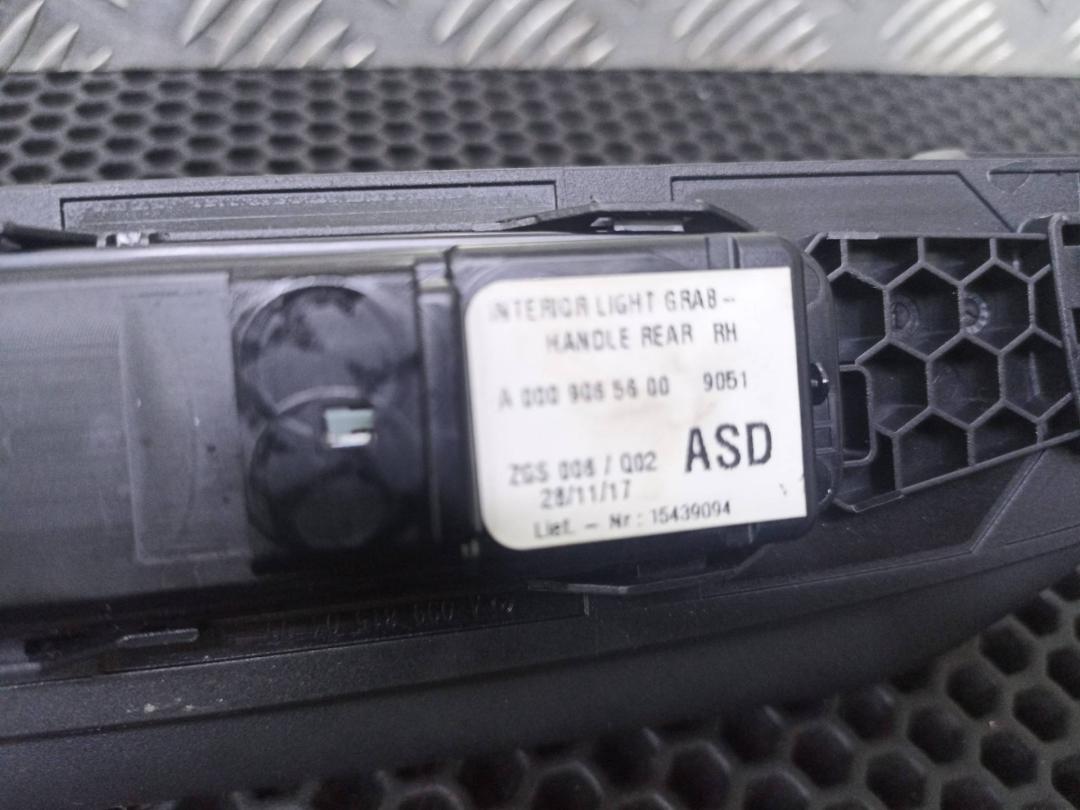 INTERIOR LIGHT GRAB-
HANDLE REAR RH
A 000 906 56 00 9051
ZGS 006 / Q02
ASD
28/11/17
Lief. - Nr: 15439094